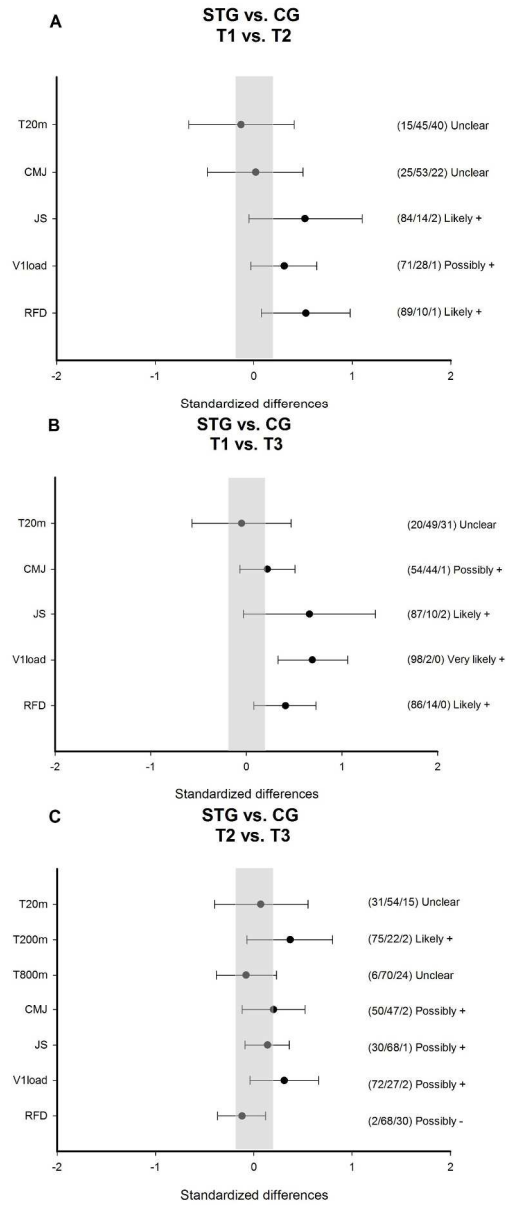 A
STG vs. CG
T1 vs. T2
T20m (15/45/40) Unclear
CMJ (25/53/22) Unclear
JS (84/14/2) Likely +
V1load (71/28/1) Possibly +
RFD (89/10/1) Likely +
-2 -1 0 1 2
Standardized differences
B
STG vs. CG
T1 vs. T3
T20m (20/49/31) Unclear
CMJ (54/44/1) Possibly +
JS (87/10/2) Likely +
V1load (98/2/0) Very likely +
RFD (86/14/0) Likely +
-2 -1 0 1 2
Standardized differences
C
STG vs. CG
T2 vs. T3
T20m (31/54/15) Unclear
T200m (75/22/2) Likely +
T800m (6/70/24) Unclear
CMJ (50/47/2) Possibly +
JS (30/68/1) Possibly +
V1load (72/27/2) Possibly +
RFD (2/68/30) Possibly -
-2 -1 0 1 2
Standardized differences